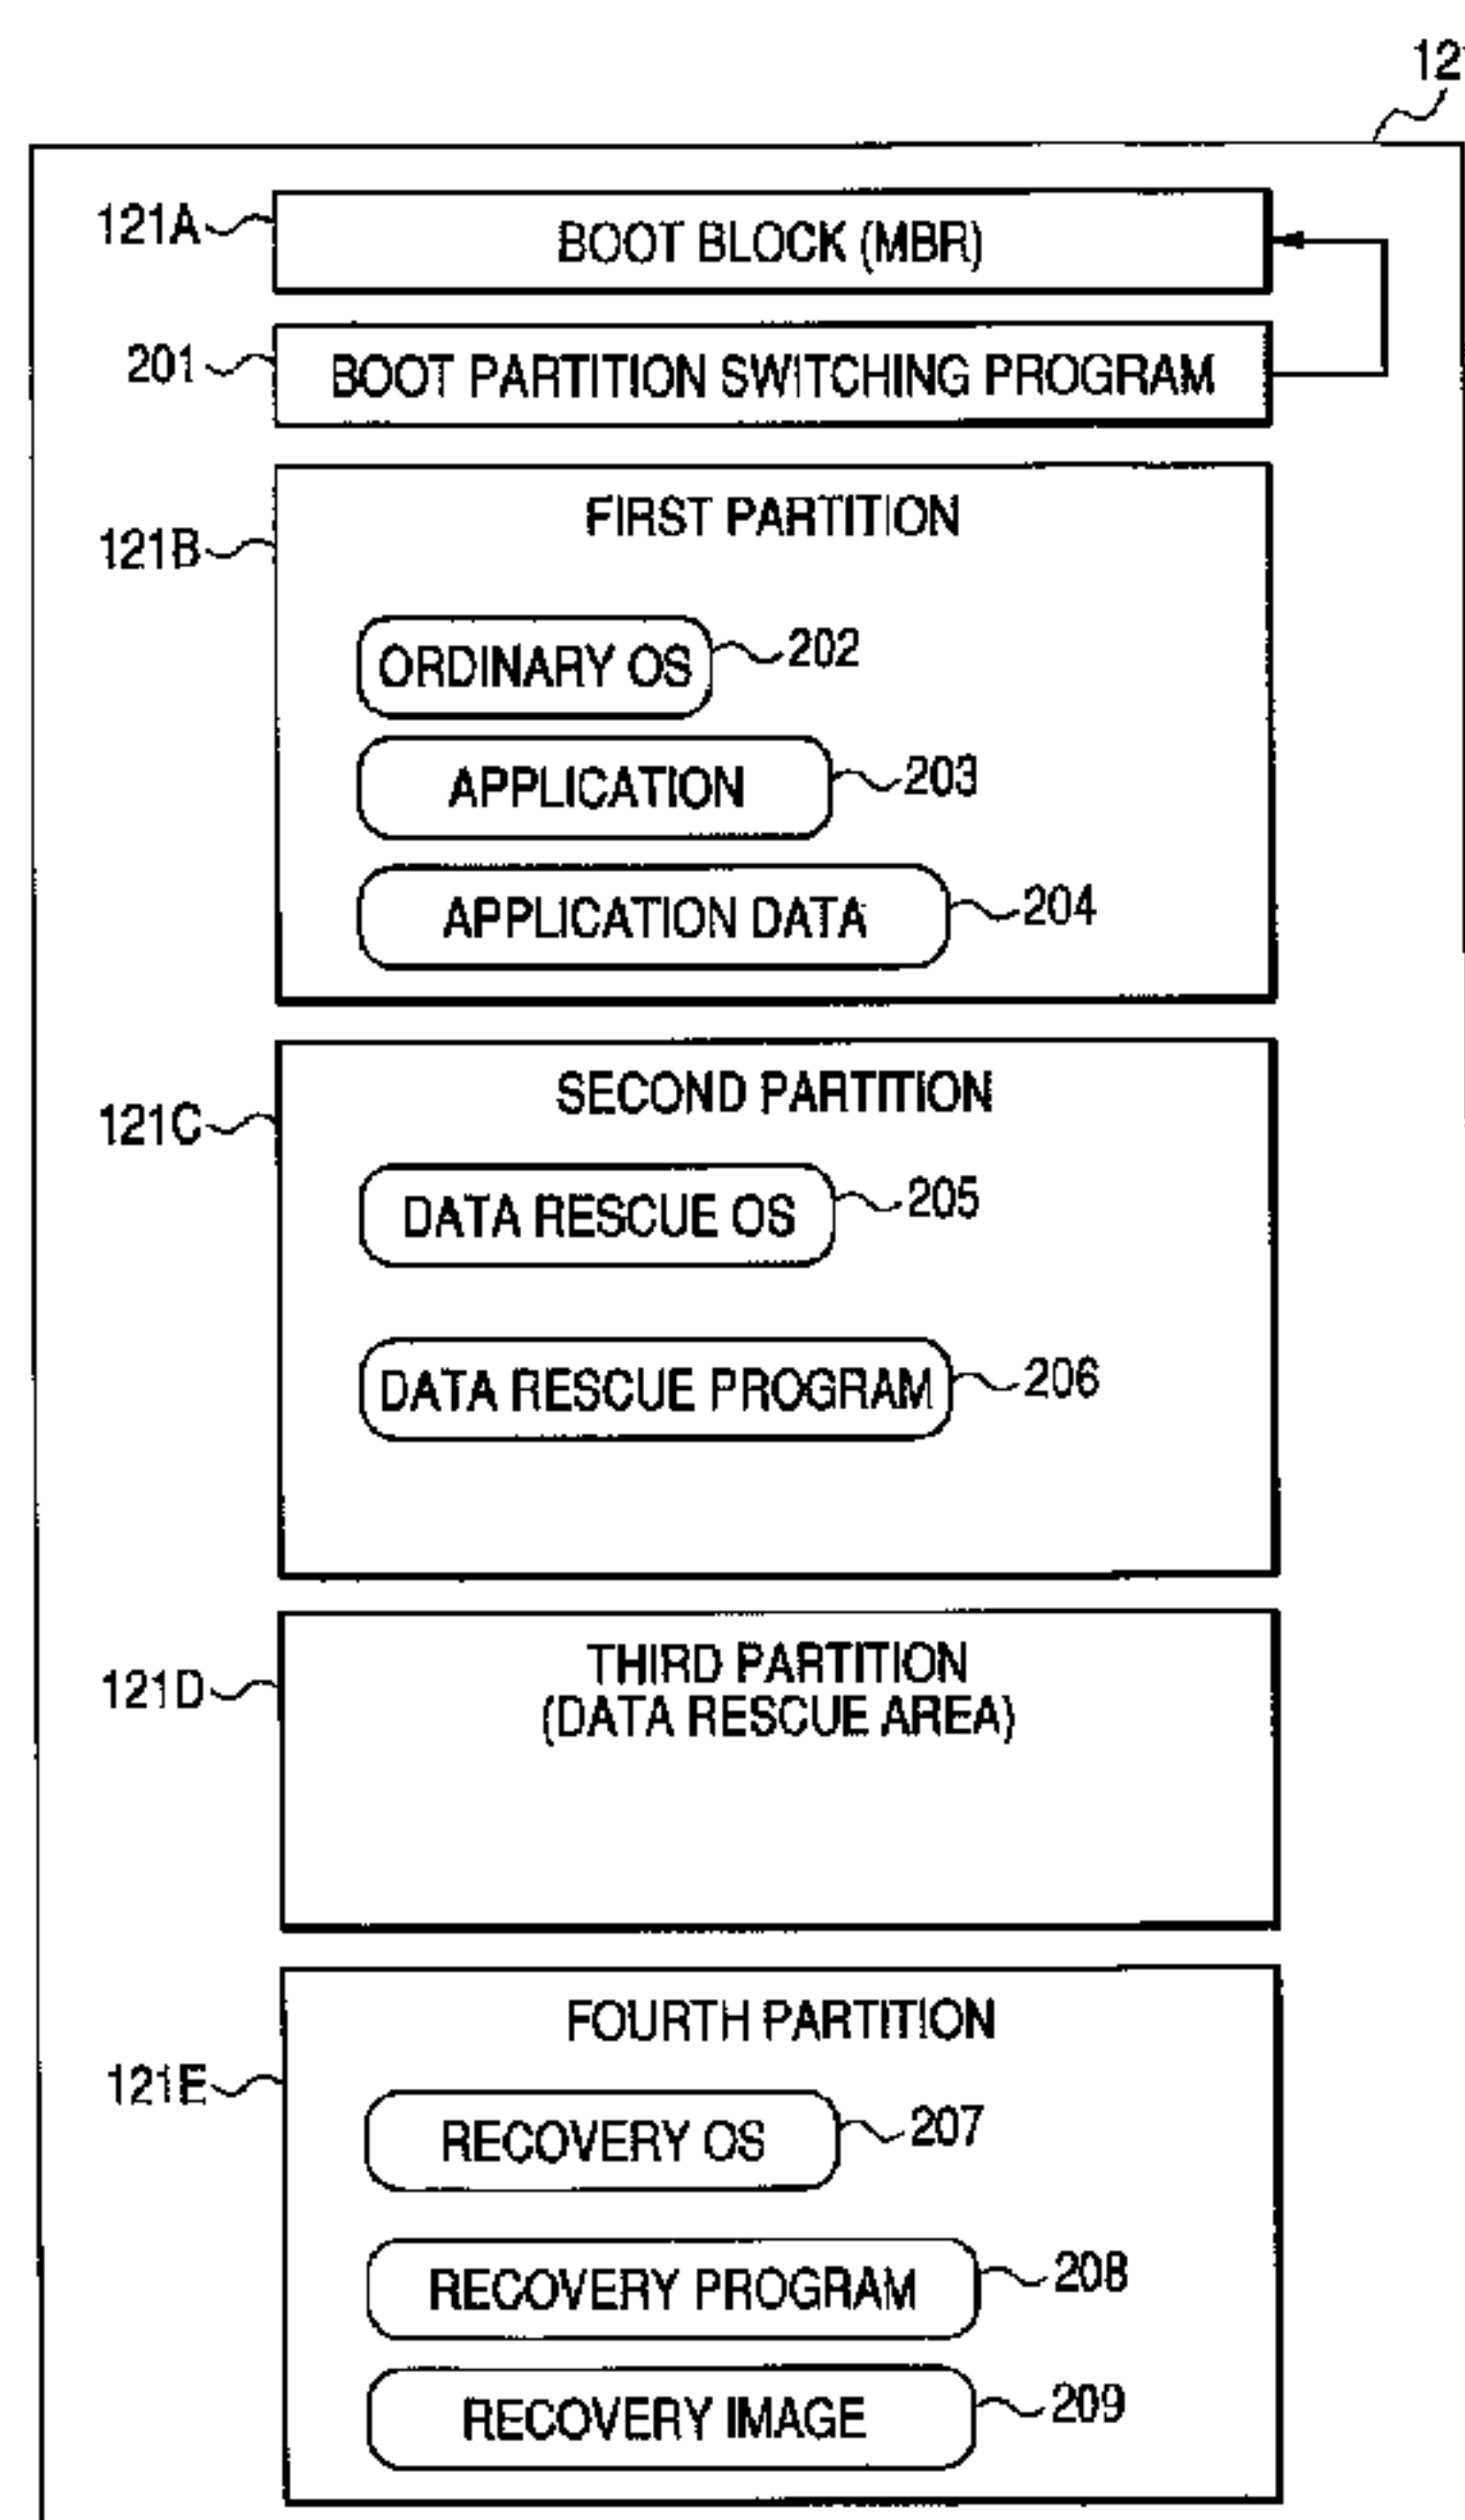 121A BOOT BLOCK (MBR)
201 BOOT PARTITION SWITCHING PROGRAM
FIRST PARTITION
121B
ORDINARY OS 202
APPLICATION 203
APPLICATION DATA 204
SECOND PARTITION
121C
DATA RESCUE OS 205
DATA RESCUE PROGRAM 206
THIRD PARTITION
121D
(DATA RESCUE AREA)
FOURTH PARTITION
121E
RECOVERY OS 207
RECOVERY PROGRAM 208
RECOVERY IMAGE 209